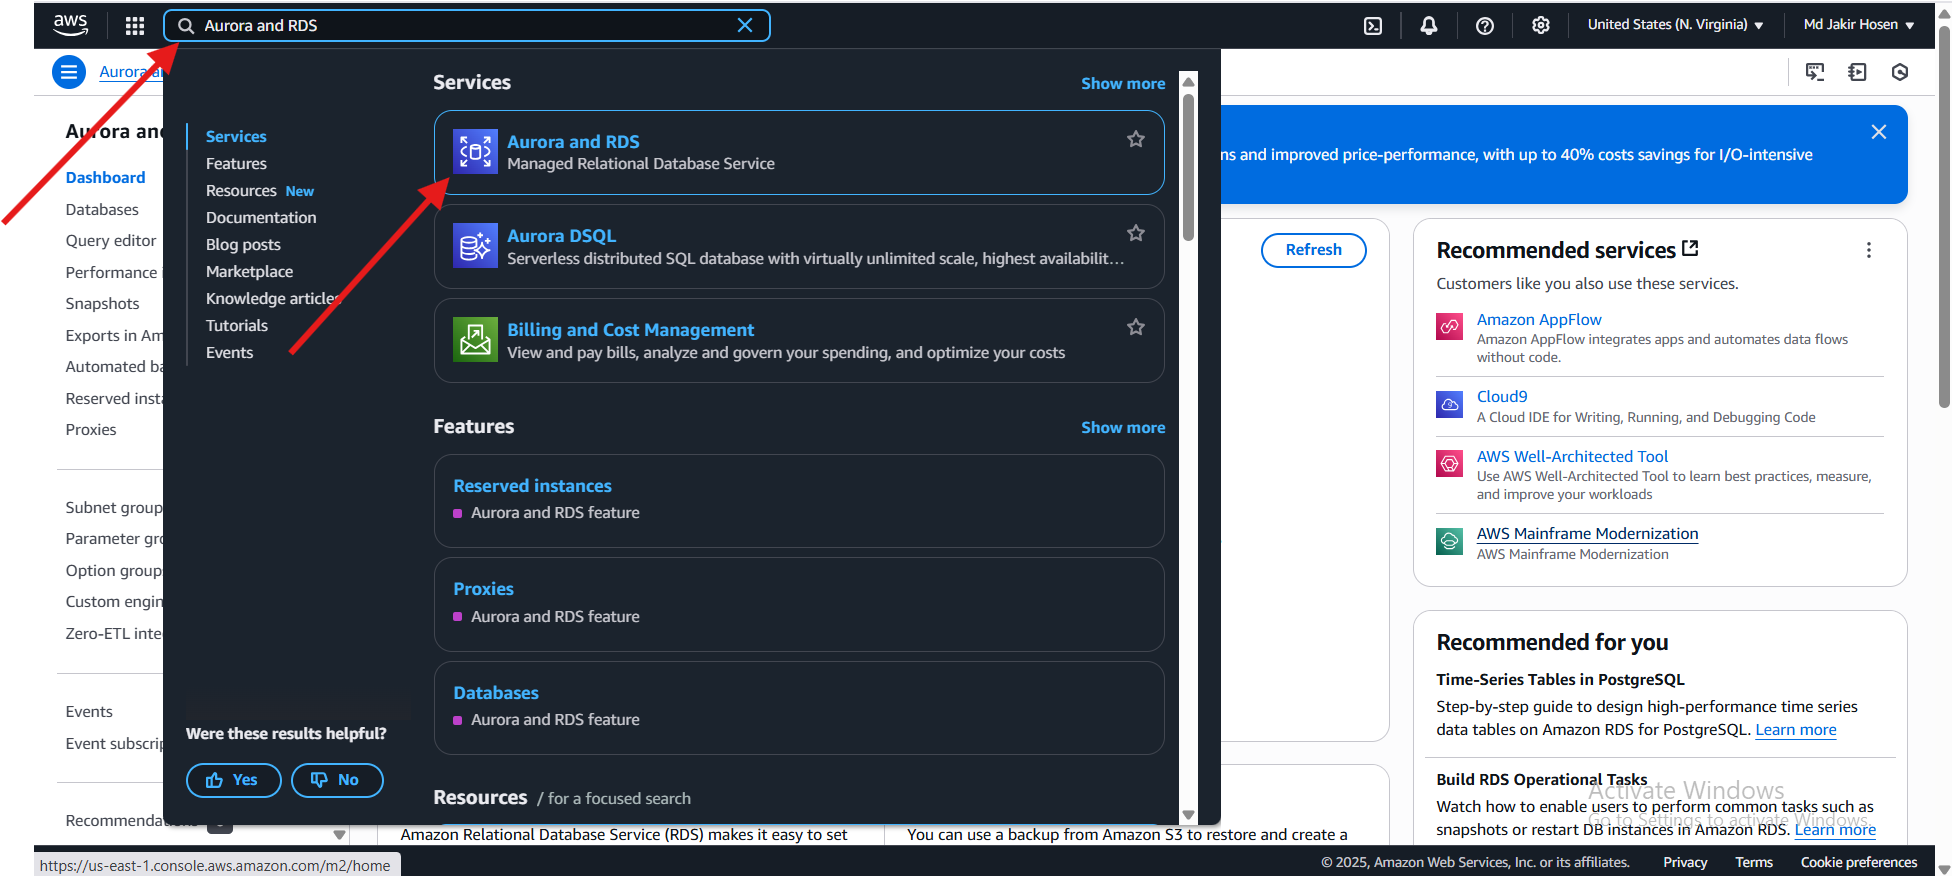 aws
Aurora and RDS
United States (N. Virginia)
Md Jakir Hosen
Aurora
Aurora and
Dashboard
Databases
Query editor
Performance
Snapshots
Exports in Am
Automated ba
Reserved inst
Proxies
Subnet group
Parameter gr
Option group
Custom engin
Zero-ETL inte
Events
Event subscrip
Recommendations
Services
Features
Resources New
Documentation
Blog posts
Marketplace
Knowledge articles
Tutorials
Events
Were these results helpful?
Yes
No
Services
Show more
Aurora and RDS
Managed Relational Database Service
Aurora DSQL
Serverless distributed SQL database with virtually unlimited scale, highest availabilit...
Billing and Cost Management
View and pay bills, analyze and govern your spending, and optimize your costs
Features
Show more
Reserved instances
Aurora and RDS feature
Proxies
Aurora and RDS feature
Databases
Aurora and RDS feature
Resources / for a focused search
Amazon Relational Database Service (RDS) makes it easy to set
You can use a backup from Amazon S3 to restore and create a
ns and improved price-performance, with up to 40% costs savings for I/O-intensive
Refresh
Recommended services
Customers like you also use these services.
Amazon AppFlow
Amazon AppFlow integrates apps and automates data flows
without code.
Cloud9
A Cloud IDE for Writing, Running, and Debugging Code
AWS Well-Architected Tool
Use AWS Well-Architected Tool to learn best practices, measure,
and improve your workloads
AWS Mainframe Modernization
AWS Mainframe Modernization
Recommended for you
Time-Series Tables in PostgreSQL
Step-by-step guide to design high-performance time series
data tables on Amazon RDS for PostgreSQL. Learn more
Build RDS Operational Tasks
Watch how to enable users to perform common tasks such as
snapshots or restart DB instances in Amazon RDS. Learn more
Activate Windows
Go to Settings to activate Windows.
https://us-east-1.console.aws.amazon.com/m2/home
© 2025, Amazon Web Services, Inc. or its affiliates.
Privacy
Terms
Cookie preferences